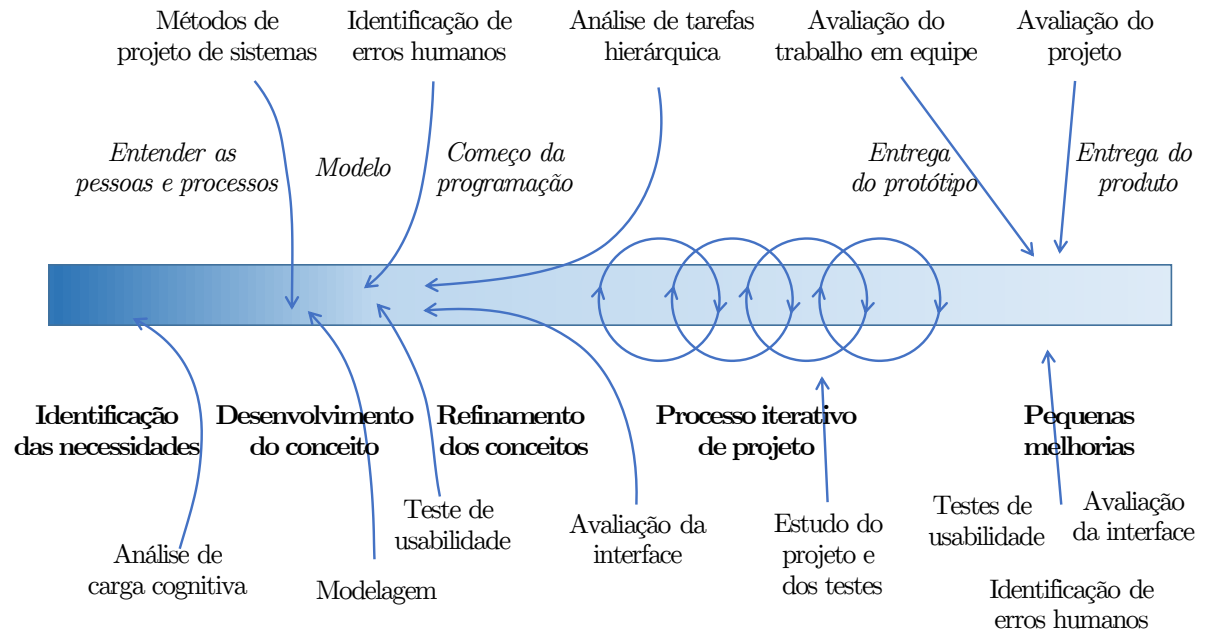 Métodos de
projeto de sistemas
Identificação de
erros humanos
Análise de tarefas
hierárquica
Avaliação do
trabalho em equipe
Avaliação do
projeto
Entender as
pessoas e processos
Modelo
Começo da
programação
Entrega
do protótipo
Entrega do
produto
Identificação
das necessidades
Desenvolvimento
do conceito
Refinamento
dos conceitos
Processo iterativo
de projeto
Pequenas
melhorias
Análise de
carga cognitiva
Modelagem
Teste de
usabilidade
Avaliação da
interface
Estudo do
projeto e
dos testes
Testes de
usabilidade
Avaliação
da interface
Identificação de
erros humanos